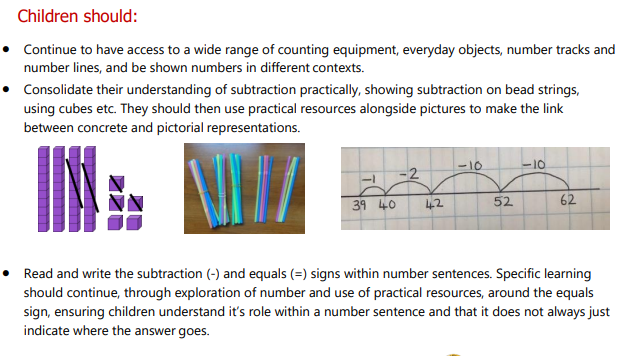 Children should:
• Continue to have access to a wide range of counting equipment, everyday objects, number tracks and
number lines, and be shown numbers in different contexts.
• Consolidate their understanding of subtraction practically, showing subtraction on bead strings,
using cubes etc. They should then use practical resources alongside pictures to make the link
between concrete and pictorial representations.
-1 -2 -10 -10
39 40 42 52 62
• Read and write the subtraction (-) and equals (=) signs within number sentences. Specific learning
should continue, through exploration of number and use of practical resources, around the equals
sign, ensuring children understand it's role within a number sentence and that it does not always just
indicate where the answer goes.